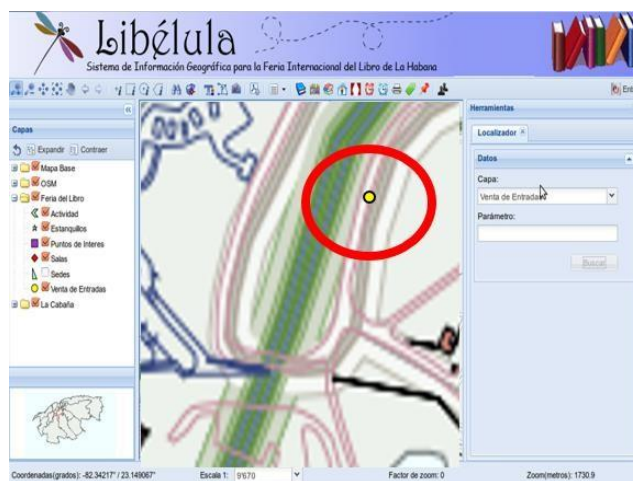 Libélula
Sistema de Información Geográfica para la Feria Internacional del Libro de La Habana
Capas
Expandir Contraer
Mapa Base
OSM
Feria del Libro
Actividad
Estanquillos
Puntos de Interes
Salas
Sedes
Venta de Entradas
La Cabaña
Herramientas
Localizador
Datos
Capa:
Venta de Entradas
Parámetro:
Buscar
Coordenadas(grados): -82.34217° / 23.149067° Escala 1: 9'670 Factor de zoom: 0 Zoom(metros): 1730.9